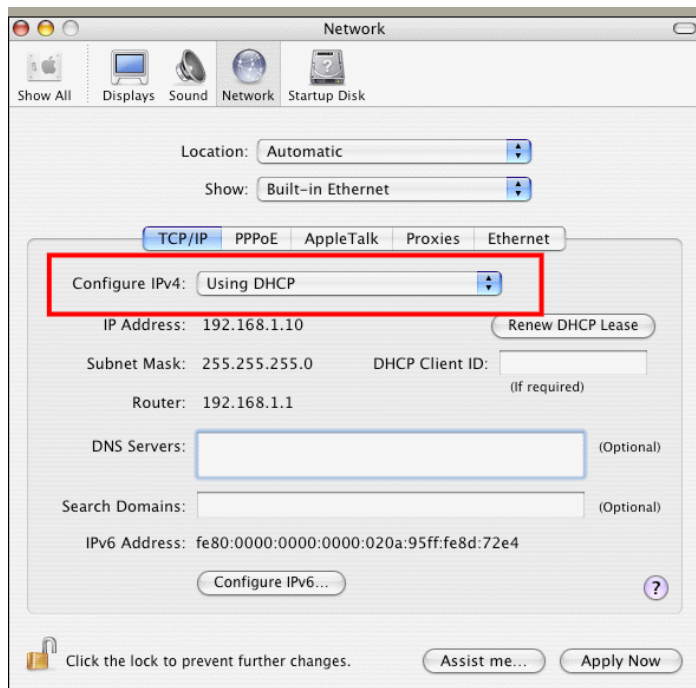 Network
Show All Displays Sound Network Startup Disk
Location: Automatic
Show: Built-in Ethernet
TCP/IP PPPoE AppleTalk Proxies Ethernet
Configure IPv4: Using DHCP
IP Address: 192.168.1.10 Renew DHCP Lease
Subnet Mask: 255.255.255.0 DHCP Client ID:
(If required)
Router: 192.168.1.1
DNS Servers: (Optional)
Search Domains: (Optional)
IPv6 Address: fe80:0000:0000:0000:020a:95ff:fe8d:72e4
Configure IPv6... ?
Click the lock to prevent further changes. Assist me... Apply Now